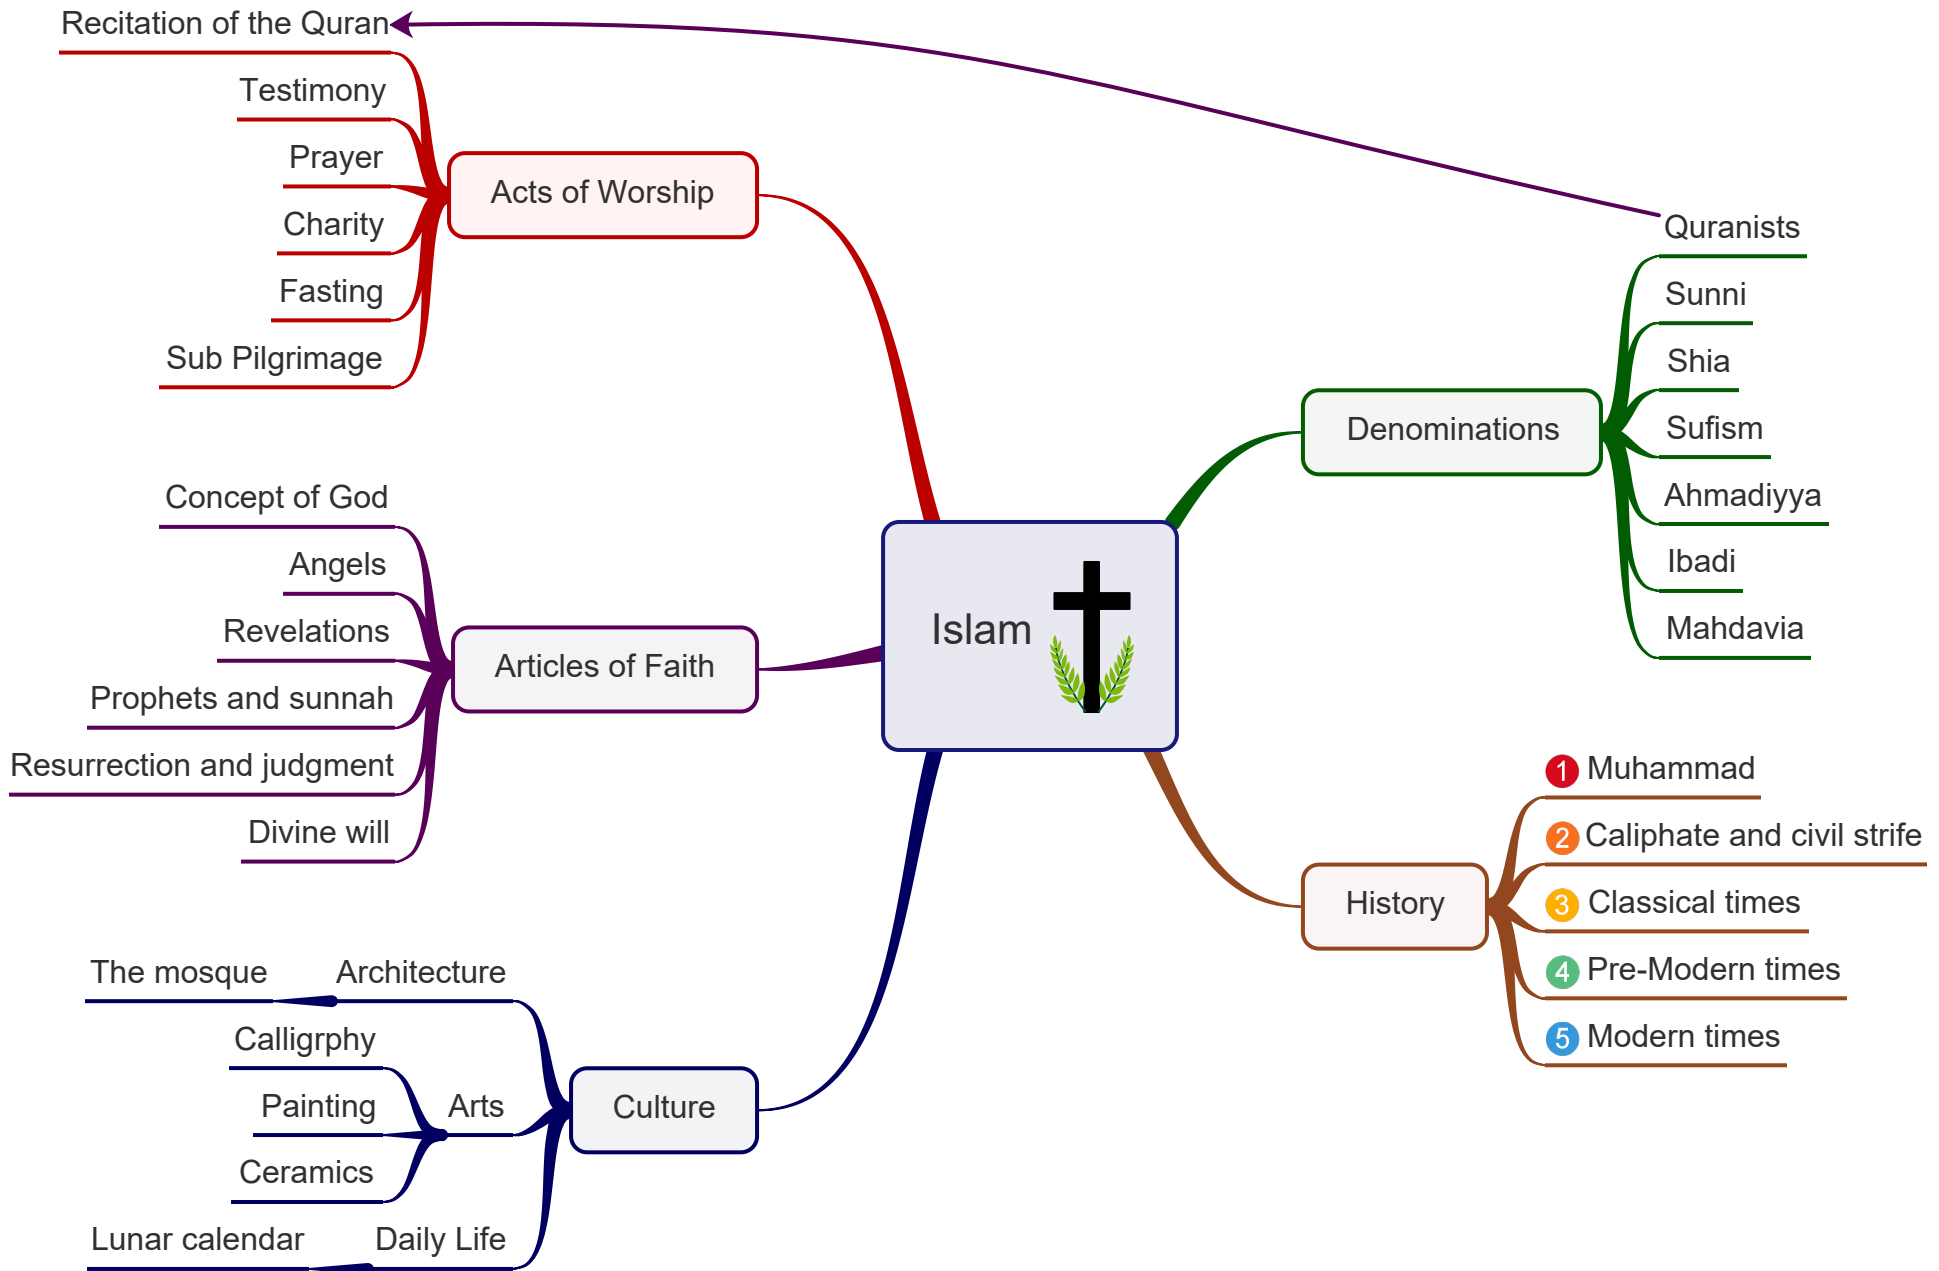 Recitation of the Quran
Testimony
Prayer
Charity
Fasting
Sub Pilgrimage
Acts of Worship
Concept of God
Angels
Revelations
Prophets and sunnah
Resurrection and judgment
Divine will
Articles of Faith
The mosque
Architecture
Calligrphy
Painting
Ceramics
Arts
Lunar calendar
Daily Life
Culture
Islam
Denominations
Quranists
Sunni
Shia
Sufism
Ahmadiyya
Ibadi
Mahdavia
History
1 Muhammad
2 Caliphate and civil strife
3 Classical times
4 Pre-Modern times
5 Modern times